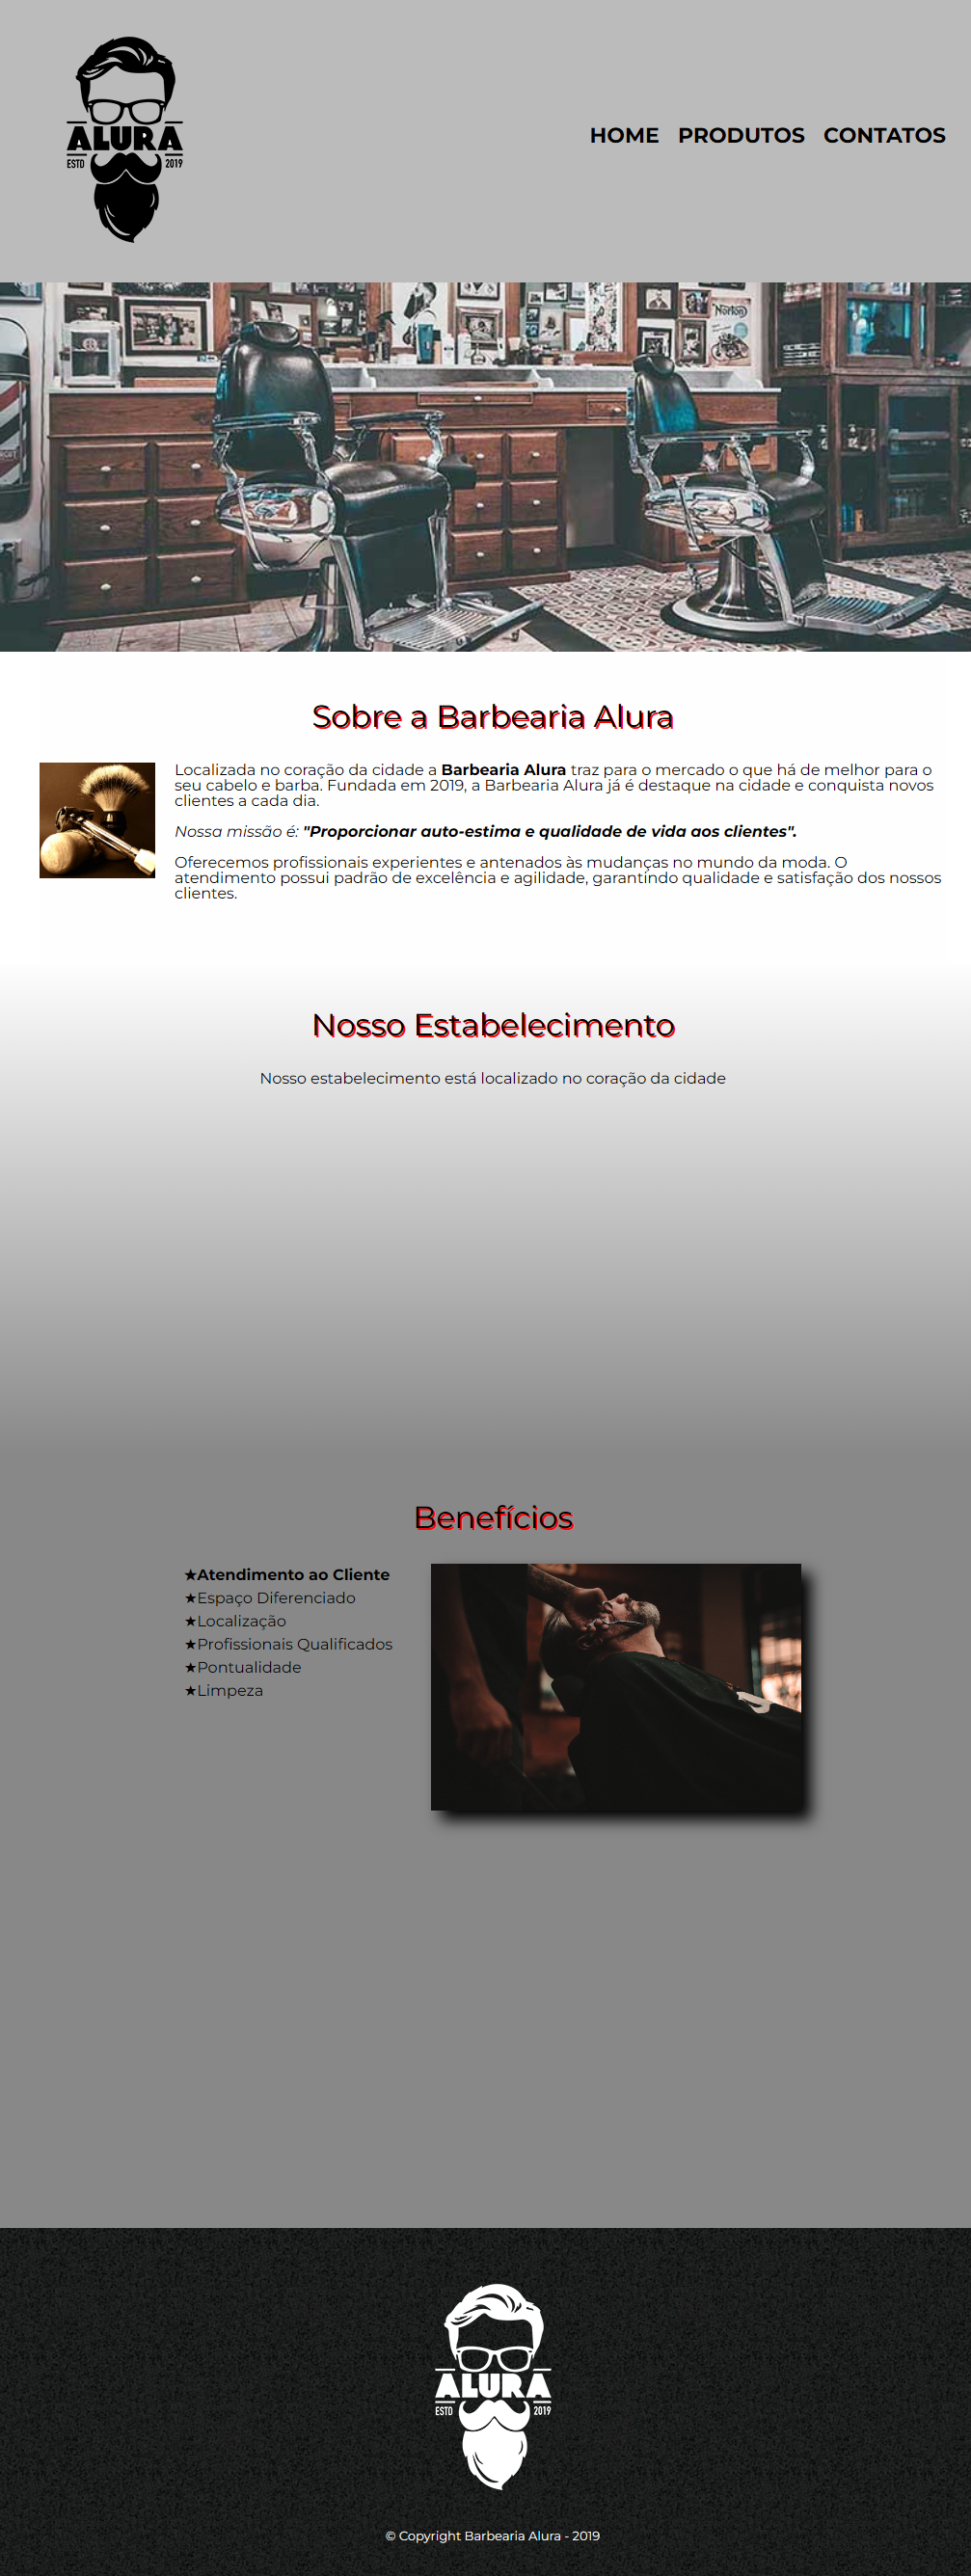 ALURA
ESTD 2019
HOME PRODUTOS CONTATOS
Norton
Sobre a Barbearia Alura
Localizada no coração da cidade a Barbearia Alura traz para o mercado o que há de melhor para o
seu cabelo e barba. Fundada em 2019, a Barbearia Alura já é destaque na cidade e conquista novos
clientes a cada dia.
Nossa missão é: "Proporcionar auto-estima e qualidade de vida aos clientes".
Oferecemos profissionais experientes e antenados às mudanças no mundo da moda. O
atendimento possui padrão de excelência e agilidade, garantindo qualidade e satisfação dos nossos
clientes.
Nosso Estabelecimento
Nosso estabelecimento está localizado no coração da cidade
Benefícios
★Atendimento ao Cliente
★Espaço Diferenciado
★Localização
★Profissionais Qualificados
★Pontualidade
★Limpeza
ALURA
ESTD 2019
© Copyright Barbearia Alura - 2019